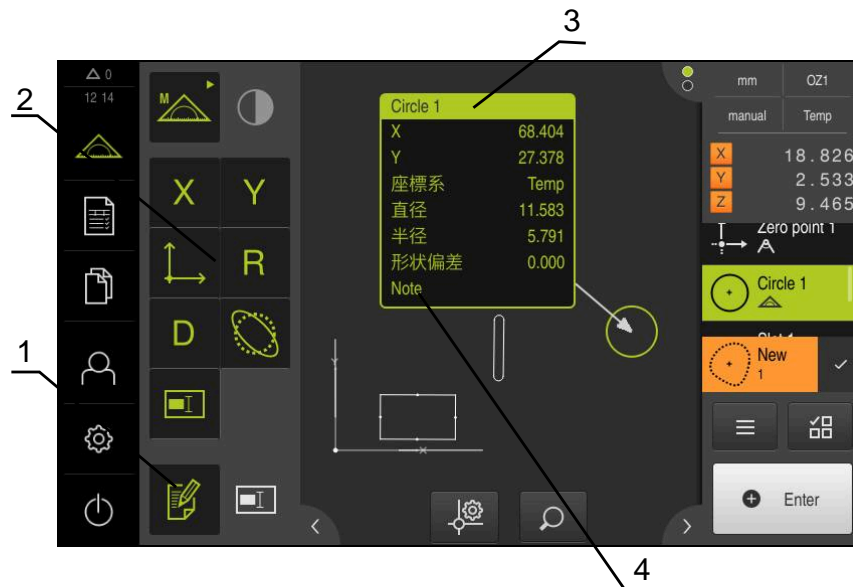 3
2
1
4
0
12 14
M
X
Y
R
D
Circle 1
X 68.404
Y 27.378
座標系 Temp
直径 11.583
半径 5.791
形状偏差 0.000
Note
Y
X
mm OZ1
manual Temp
X 18.826
Y 2.533
Z 9.465
Zero point 1
Circle 1
New
1
Enter